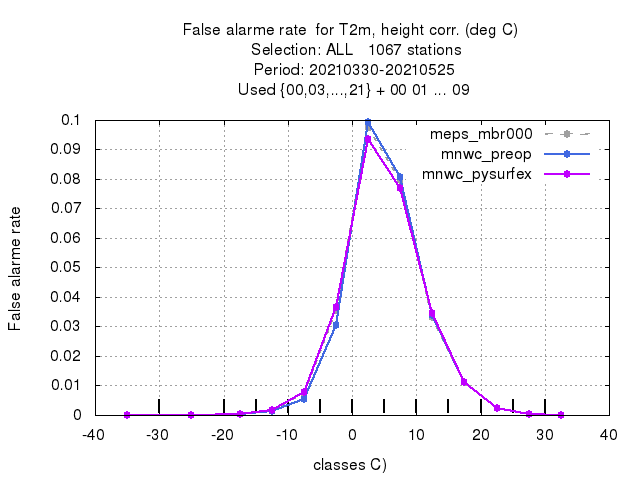 False alarme rate  for T2m, height corr. (deg C)
Selection: ALL   1067 stations
Period: 20210330-20210525
Used {00,03,...,21} + 00 01 ... 09
meps_mbr000
mnwc_preop
mnwc_pysurfex
False alarme rate
0.1
0.09
0.08
0.07
0.06
0.05
0.04
0.03
0.02
0.01
0
-40 -30 -20 -10 0 10 20 30 40
classes C)